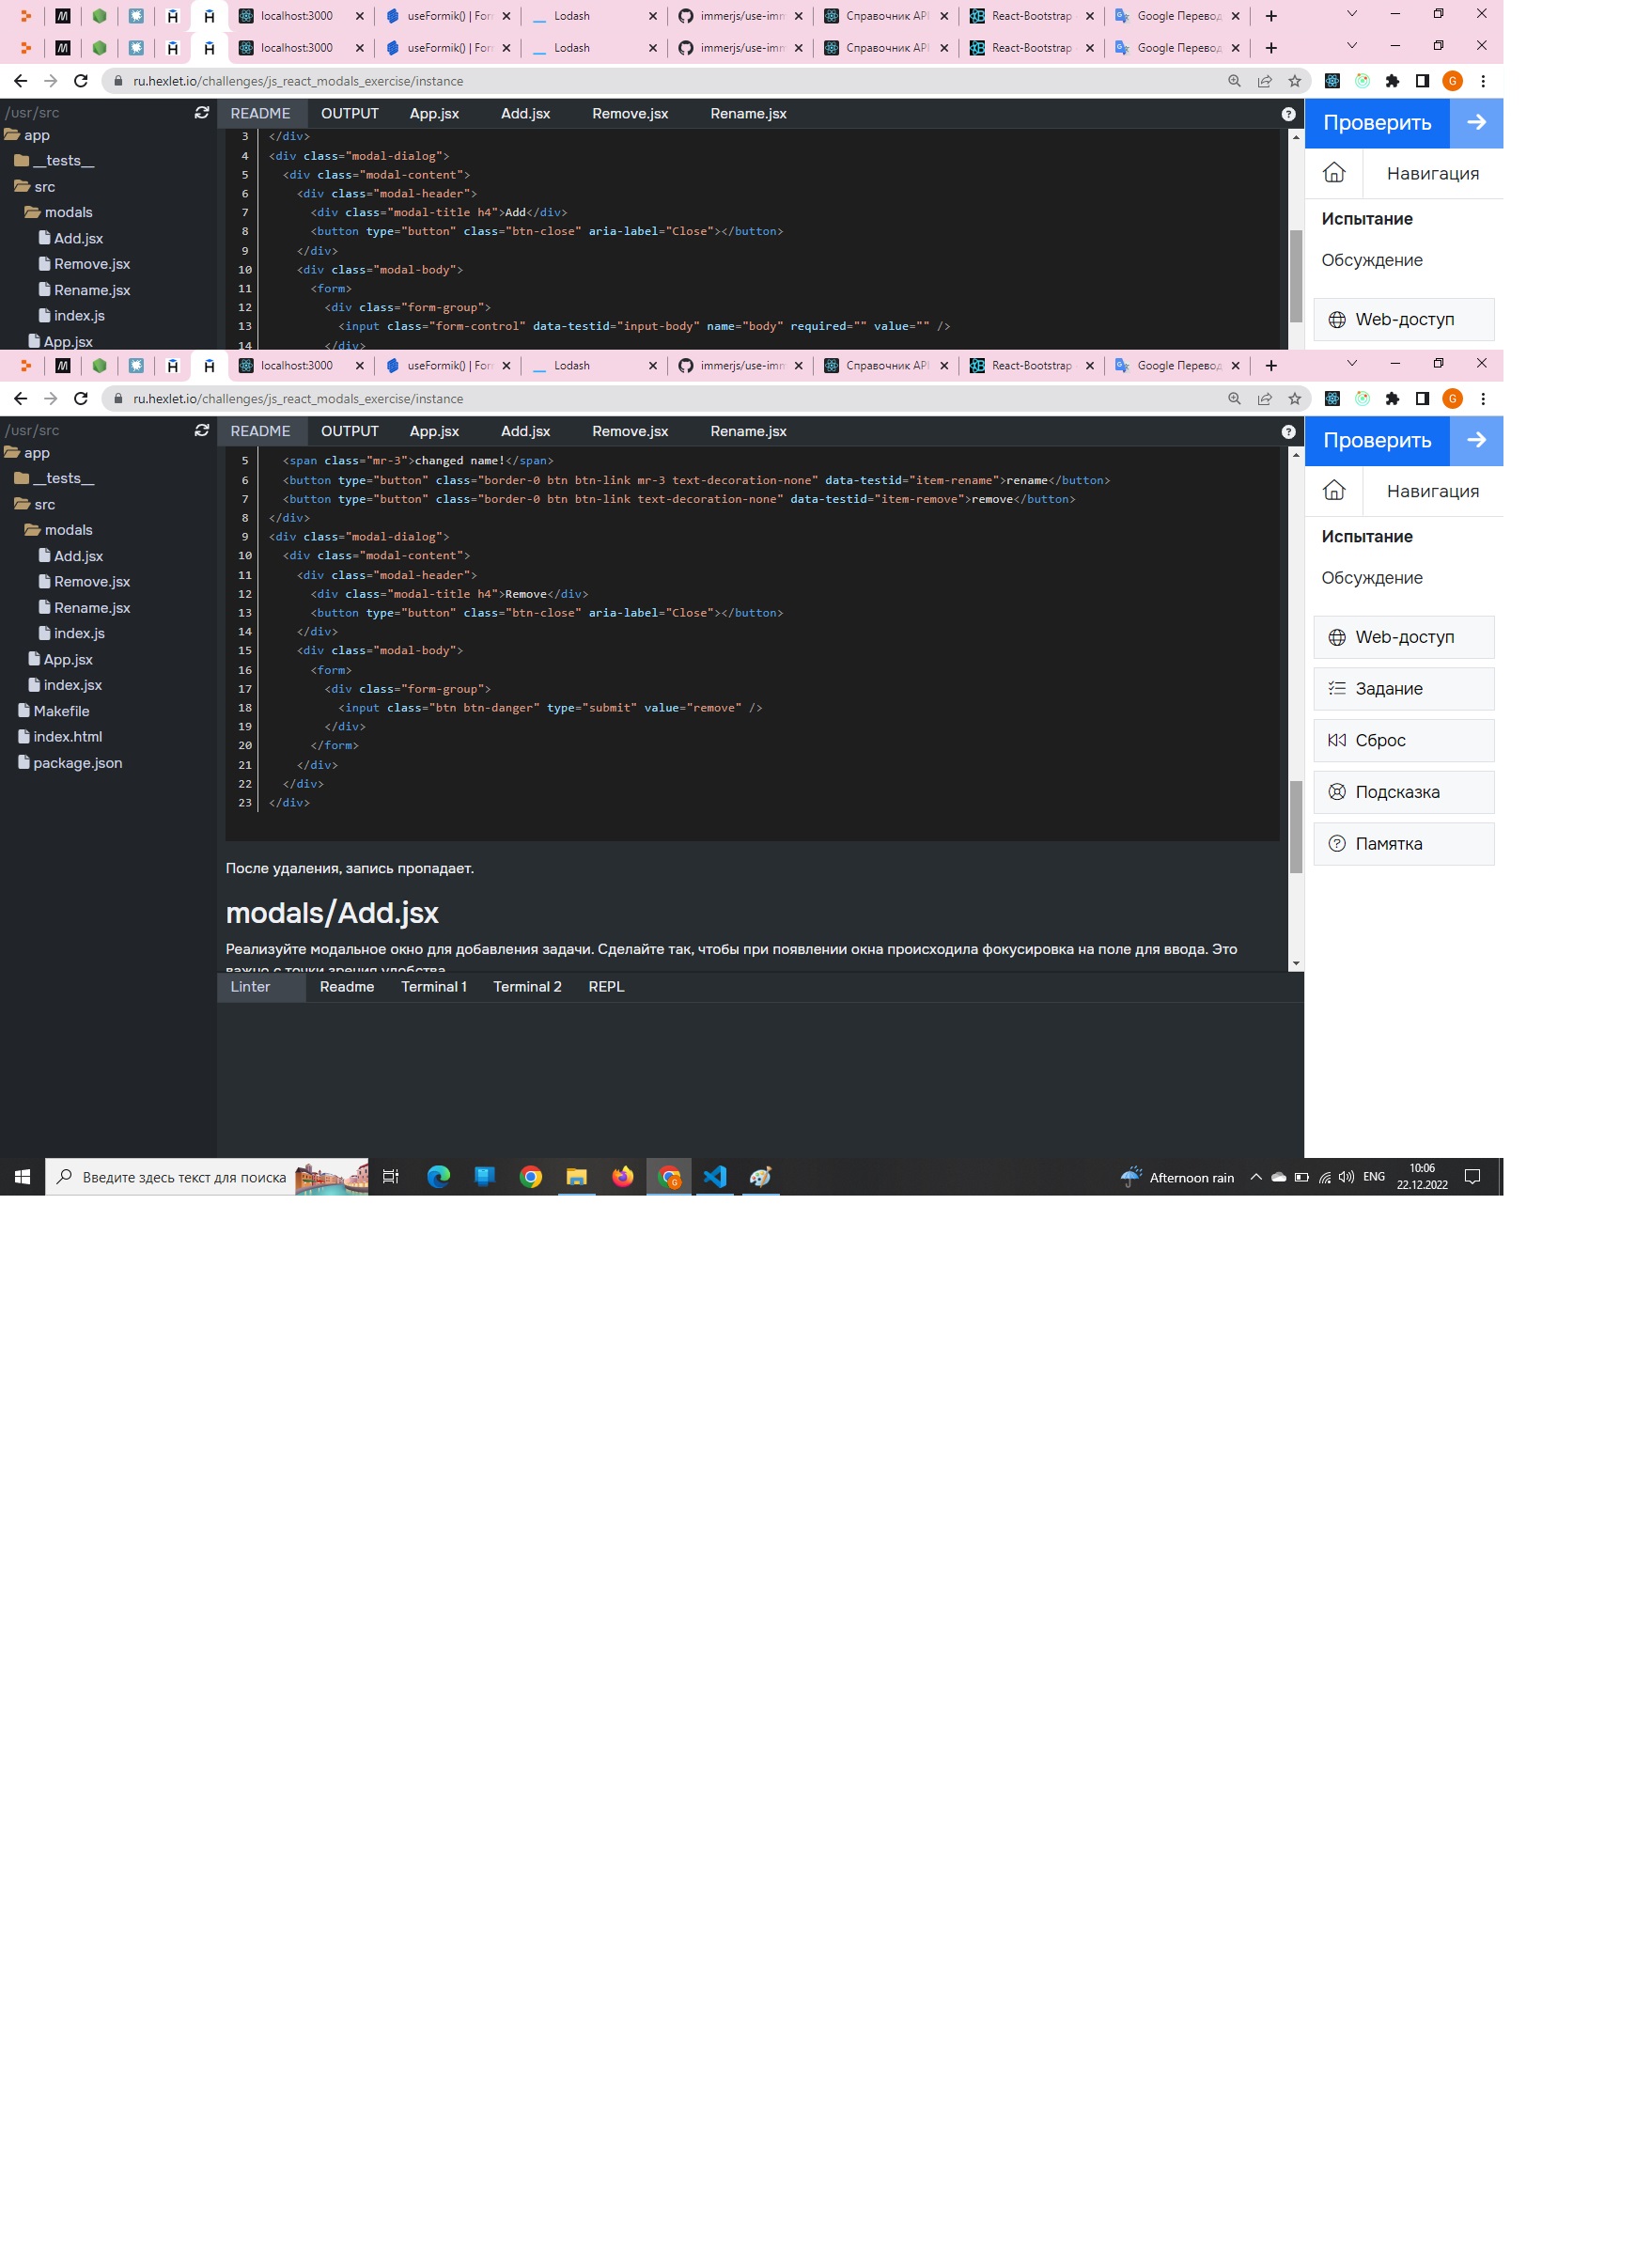 localhost:3000
useFormik() | For
Lodash
immerjs/use-imm
Справочник API
React-Bootstrap
Google Перевод
localhost:3000
useFormik() | For
Lodash
immerjs/use-imm
Справочник API
React-Bootstrap
Google Перевод
ru.hexlet.io/challenges/js_react_modals_exercise/instance
G
/usr/src
README OUTPUT App.jsx Add.jsx Remove.jsx Rename.jsx
Проверить
app
__tests__
src
modals
Add.jsx
Remove.jsx
Rename.jsx
index.js
App.jsx
3 </div>
4 <div class="modal-dialog">
5 <div class="modal-content">
6 <div class="modal-header">
7 <div class="modal-title h4">Add</div>
8 <button type="button" class="btn-close" aria-label="Close"></button>
9 </div>
10 <div class="modal-body">
11 <form>
12 <div class="form-group">
13 <input class="form-control" data-testid="input-body" name="body" required="" value="" />
14 </div>
Навигация
Испытание
Обсуждение
Web-доступ
localhost:3000
useFormik() | For
Lodash
immerjs/use-imm
Справочник API
React-Bootstrap
Google Перевод
ru.hexlet.io/challenges/js_react_modals_exercise/instance
G
/usr/src
README OUTPUT App.jsx Add.jsx Remove.jsx Rename.jsx
Проверить
app
__tests__
src
modals
Add.jsx
Remove.jsx
Rename.jsx
index.js
App.jsx
index.jsx
Makefile
index.html
package.json
5 <span class="mr-3">changed name!</span>
6 <button type="button" class="border-0 btn btn-link mr-3 text-decoration-none" data-testid="item-rename">rename</button>
7 <button type="button" class="border-0 btn btn-link text-decoration-none" data-testid="item-remove">remove</button>
8 </div>
9 <div class="modal-dialog">
10 <div class="modal-content">
11 <div class="modal-header">
12 <div class="modal-title h4">Remove</div>
13 <button type="button" class="btn-close" aria-label="Close"></button>
14 </div>
15 <div class="modal-body">
16 <form>
17 <div class="form-group">
18 <input class="btn btn-danger" type="submit" value="remove" />
19 </div>
20 </form>
21 </div>
22 </div>
23 </div>
После удаления, запись пропадает.
modals/Add.jsx
Реализуйте модальное окно для добавления задачи. Сделайте так, чтобы при появлении окна происходила фокусировка на поле для ввода. Это
важно с точки зрения удобства.
Навигация
Испытание
Обсуждение
Web-доступ
Задание
Сброс
Подсказка
Памятка
Linter Readme Terminal 1 Terminal 2 REPL
Введите здесь текст для поиска
Afternoon rain
ENG
10:06
22.12.2022